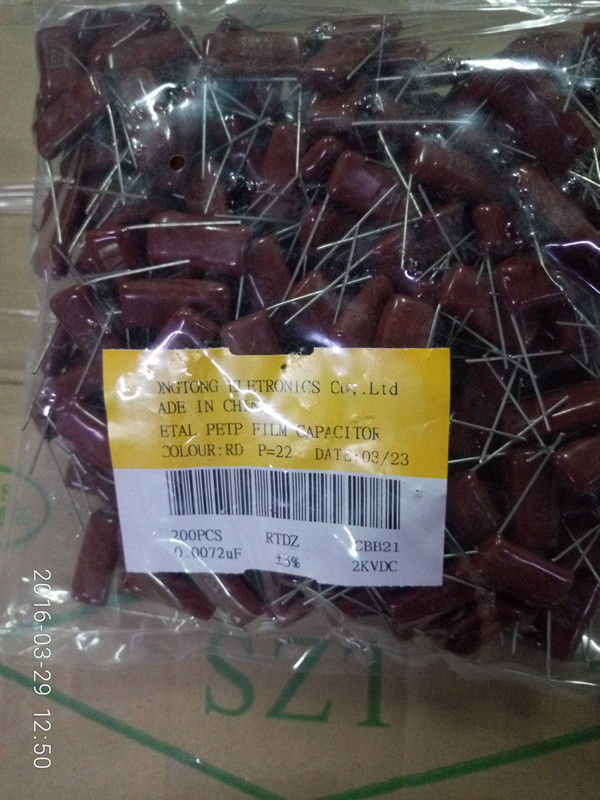 ONGTONG ELETRONICS Co,.Ltd
ADE IN CHINA
ETAL PETP FILM CAPACITOR
COLOUR:RD P=22 DATE:03/23
200PCS RTDZ CBB21
0.0072uF ±5% 2KVDC
SZT
2016-03-29 12:50